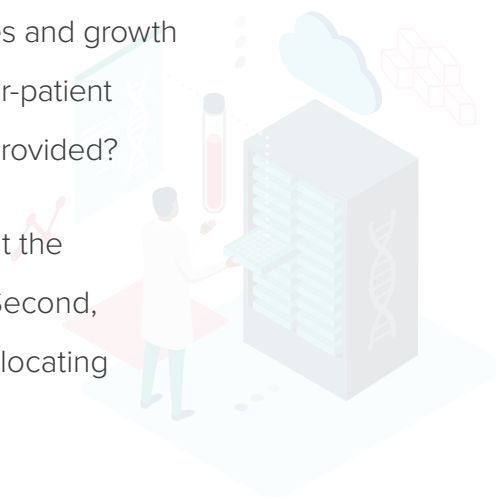 s and growth
r-patient
rovided?
t the
Second,
locating